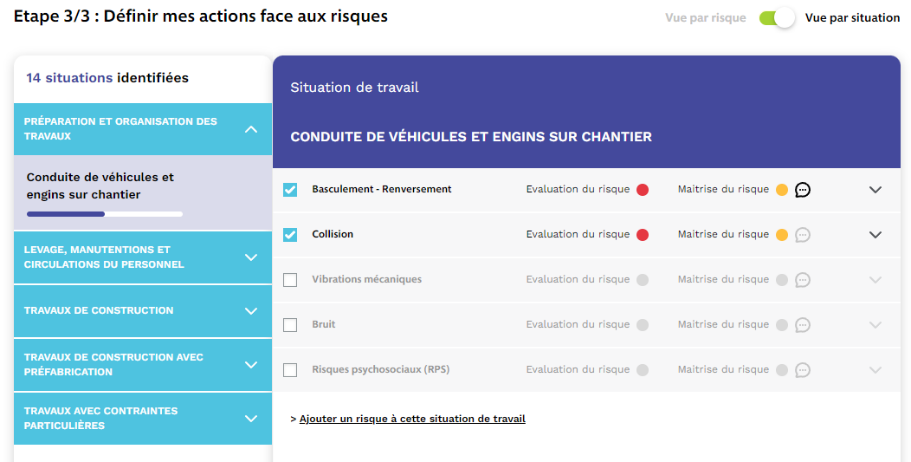 Etape 3/3 : Définir mes actions face aux risques
Vue par risque
Vue par situation
14 situations identifiées
PRÉPARATION ET ORGANISATION DES
TRAVAUX
Conduite de véhicules et
engins sur chantier
LEVAGE, MANUTENTIONS ET
CIRCULATIONS DU PERSONNEL
TRAVAUX DE CONSTRUCTION
TRAVAUX DE CONSTRUCTION AVEC
PRÉFABRICATION
TRAVAUX AVEC CONTRAINTES
PARTICULIÈRES
Situation de travail
CONDUITE DE VÉHICULES ET ENGINS SUR CHANTIER
Basculement - Renversement Evaluation du risque Maitrise du risque
Collision Evaluation du risque Maitrise du risque
Vibrations mécaniques Evaluation du risque Maitrise du risque
Bruit Evaluation du risque Maitrise du risque
Risques psychosociaux (RPS) Evaluation du risque Maitrise du risque
> Ajouter un risque à cette situation de travail